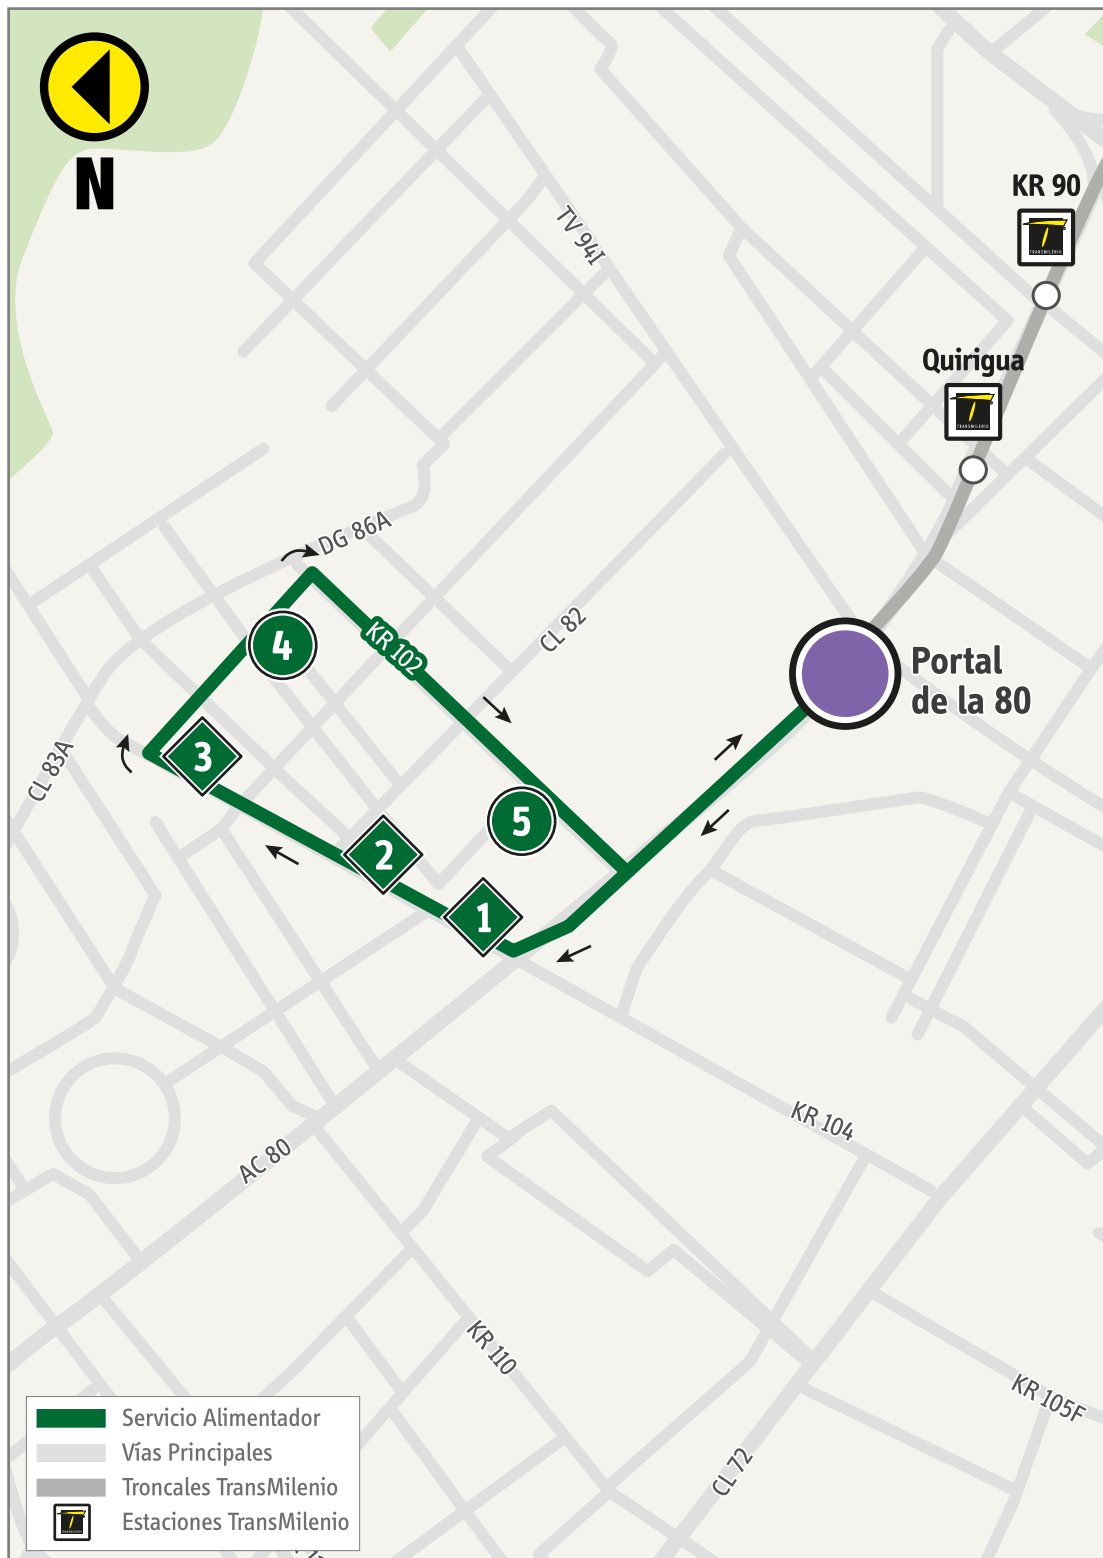 N
KR 90
TRANSMILENIO
TV 94I
Quirigua
TRANSMILENIO
DG 86A
CL 82
4
KR 102
Portal
de la 80
CL 83A
3
5
2
1
KR 104
AC 80
KR 110
KR 105F
CL 72
Servicio Alimentador
Vías Principales
Troncales TransMilenio
Estaciones TransMilenio